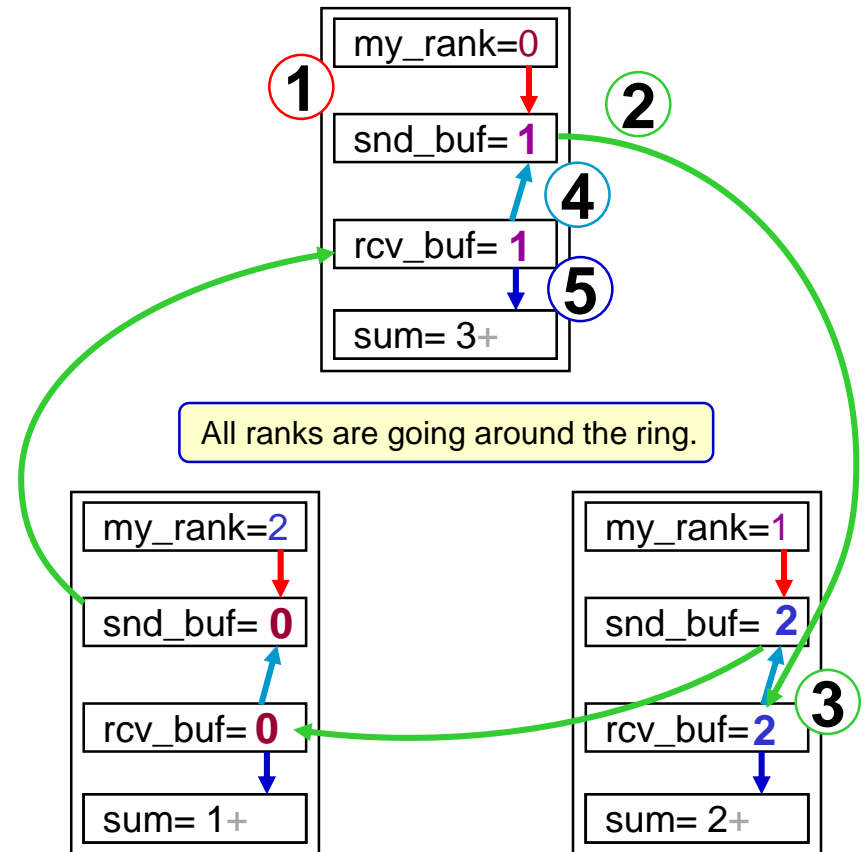 my_rank=0
1
2
snd_buf= 1
4
rcv_buf= 1
5
sum= 3+
All ranks are going around the ring.
my_rank=2
snd_buf= 0
rcv_buf= 0
sum= 1+
my_rank=1
snd_buf= 2
3
rcv_buf=2
sum= 2+